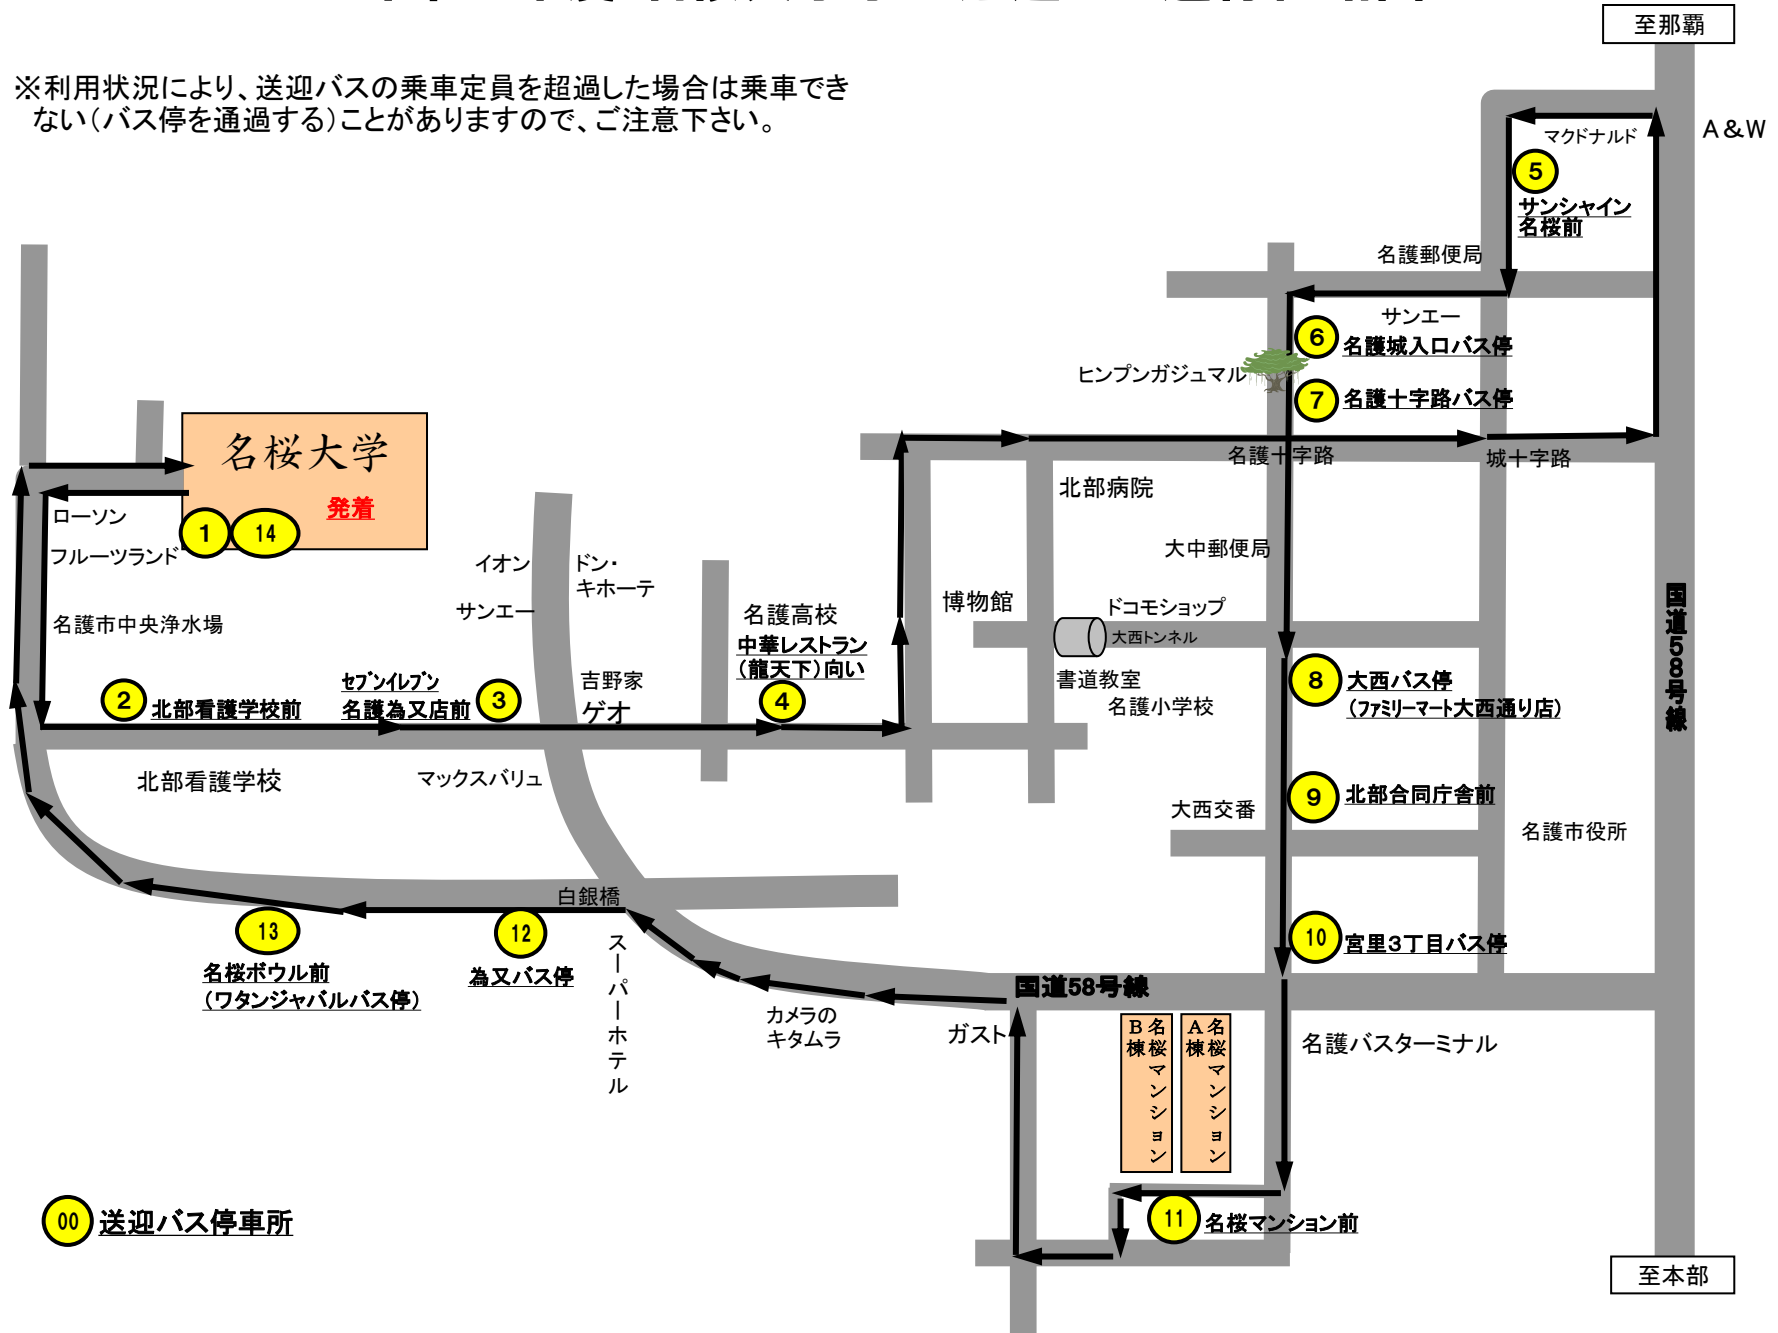 至那覇
※利用状況により、送迎バスの乗車定員を超過した場合は乗車でき
ない(バス停を通過する)ことがありますので、ご注意下さい。
A&W
マクドナルド
5
サンシャイン
名桜前
名護郵便局
サンエー
6
名護城入口バス停
ヒンプンガジュマル
7
名護十字路バス停
名護十字路
城十字路
名桜大学
発着
1
14
ローソン
フルーツランド
名護市中央浄水場
2
北部看護学校前
セブンイレブン
名護為又店前
3
北部看護学校
マックスバリュ
イオン
サンエー
ドン・
キホーテ
吉野家
ゲオ
名護高校
中華レストラン
(龍天下)向い
4
北部病院
大中郵便局
博物館
ドコモショップ
大西トンネル
書道教室
名護小学校
8
大西バス停
(ファミリーマート大西通り店)
国道58号線
大西交番
9
北部合同庁舎前
名護市役所
10
宮里3丁目バス停
白銀橋
13
名桜ボウル前
(ワタンジャバルバス停)
12
為又バス停
スーパーホテル
カメラの
キタムラ
ガスト
国道58号線
名桜マンション
B棟
名桜マンション
A棟
名護バスターミナル
11
名桜マンション前
00
送迎バス停車所
至本部